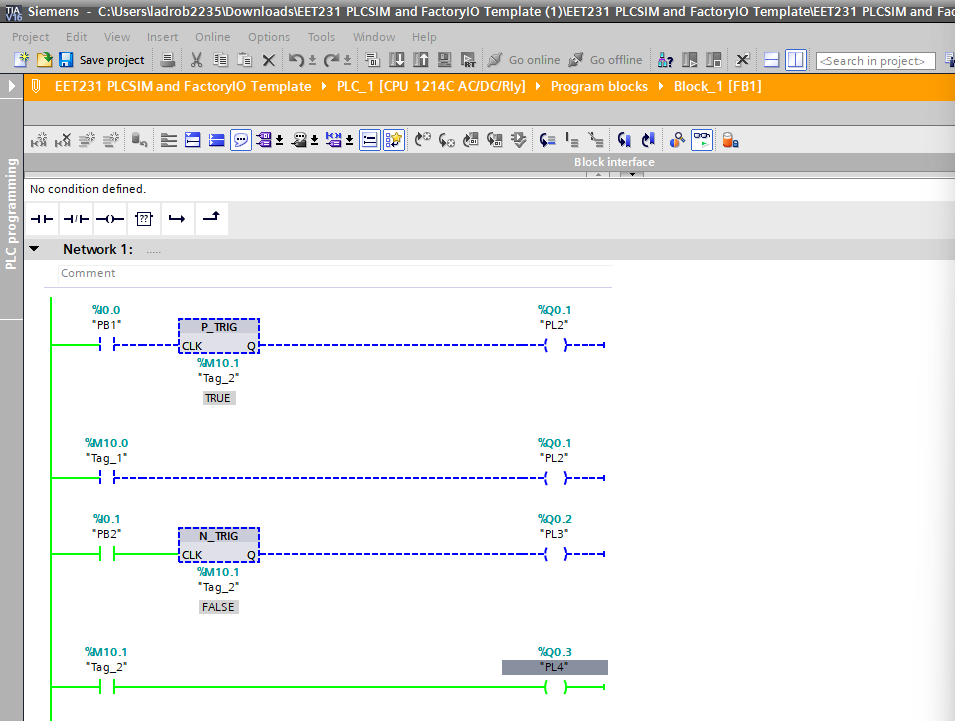 TIA V16 Siemens - C:\Users\ladrob2235\Downloads\EET231 PLCSIM and FactoryIO Template (1)\EET231 PLCSIM and FactoryIO Template\EET231 PLCSIM and Fac
Project Edit View Insert Online Options Tools Window Help
Save project Go online Go offline <Search in project>
EET231 PLCSIM and FactoryIO Template PLC_1 [CPU 1214C AC/DC/Rly] Program blocks Block_1 [FB1]
Block interface
PLC programming
No condition defined.
??
Network 1: .....
Comment
%I0.0 %Q0.1
"PB1" P_TRIG "PL2"
CLK Q
%M10.1
"Tag_2"
TRUE
%M10.0 %Q0.1
"Tag_1" "PL2"
%I0.1 %Q0.2
"PB2" N_TRIG "PL3"
CLK Q
%M10.1
"Tag_2"
FALSE
%M10.1 %Q0.3
"Tag_2" "PL4"